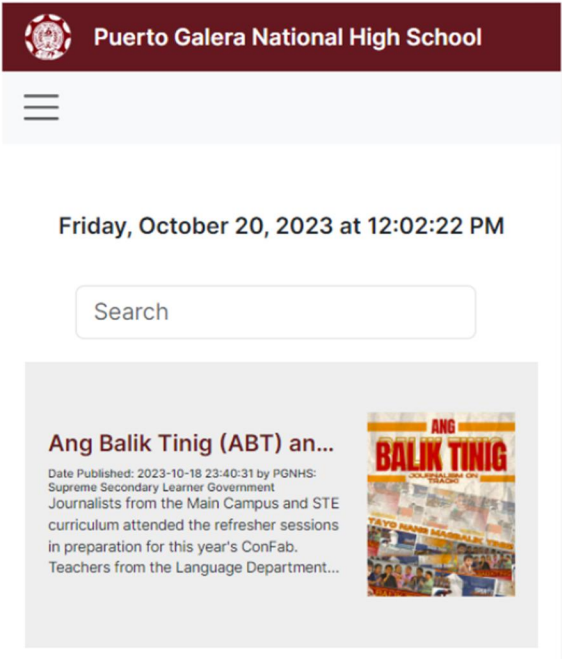 Puerto Galera National High School
Friday, October 20, 2023 at 12:02:22 PM
Search
Ang Balik Tinig (ABT) an...
Date Published: 2023-10-18 23:40:31 by PGNHS:
Supreme Secondary Learner Government
Journalists from the Main Campus and STE
curriculum attended the refresher sessions
in preparation for this year's ConFab.
Teachers from the Language Department...
ANG
BALIK TINIG
JOURNALISM ON
TRACK!